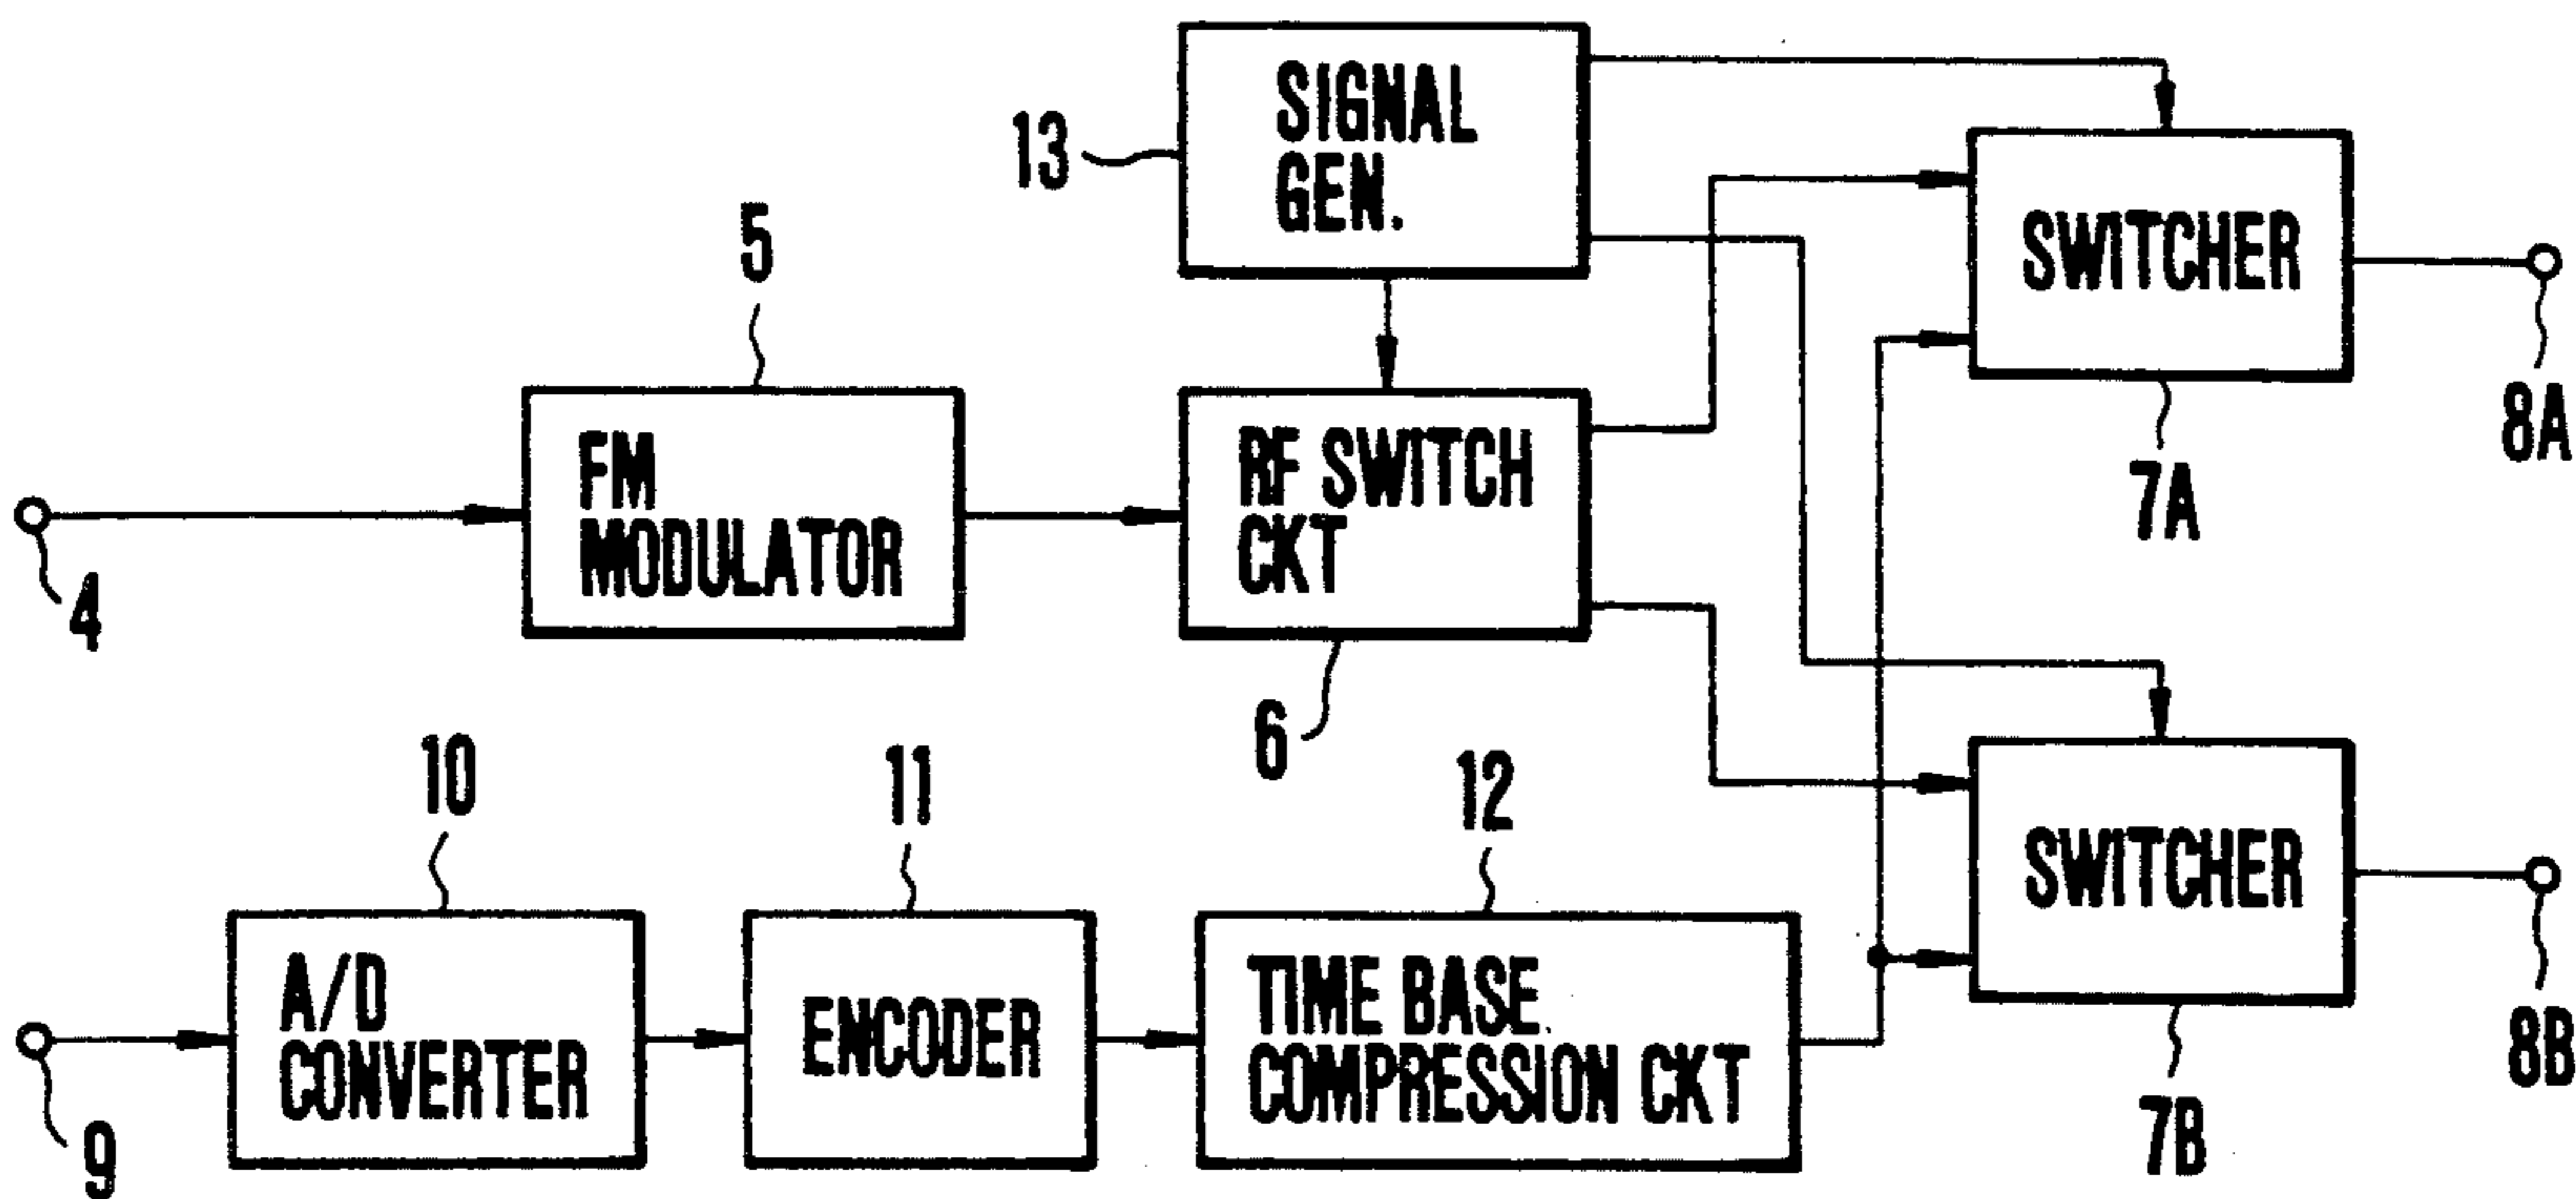 13
SIGNAL
GEN.
SWITCHER
8A
7A
5
FM
MODULATOR
4
RF SWITCH
CKT
6
10
A/D
CONVERTER
9
11
ENCODER
12
TIME BASE
COMPRESSION CKT
SWITCHER
8B
7B